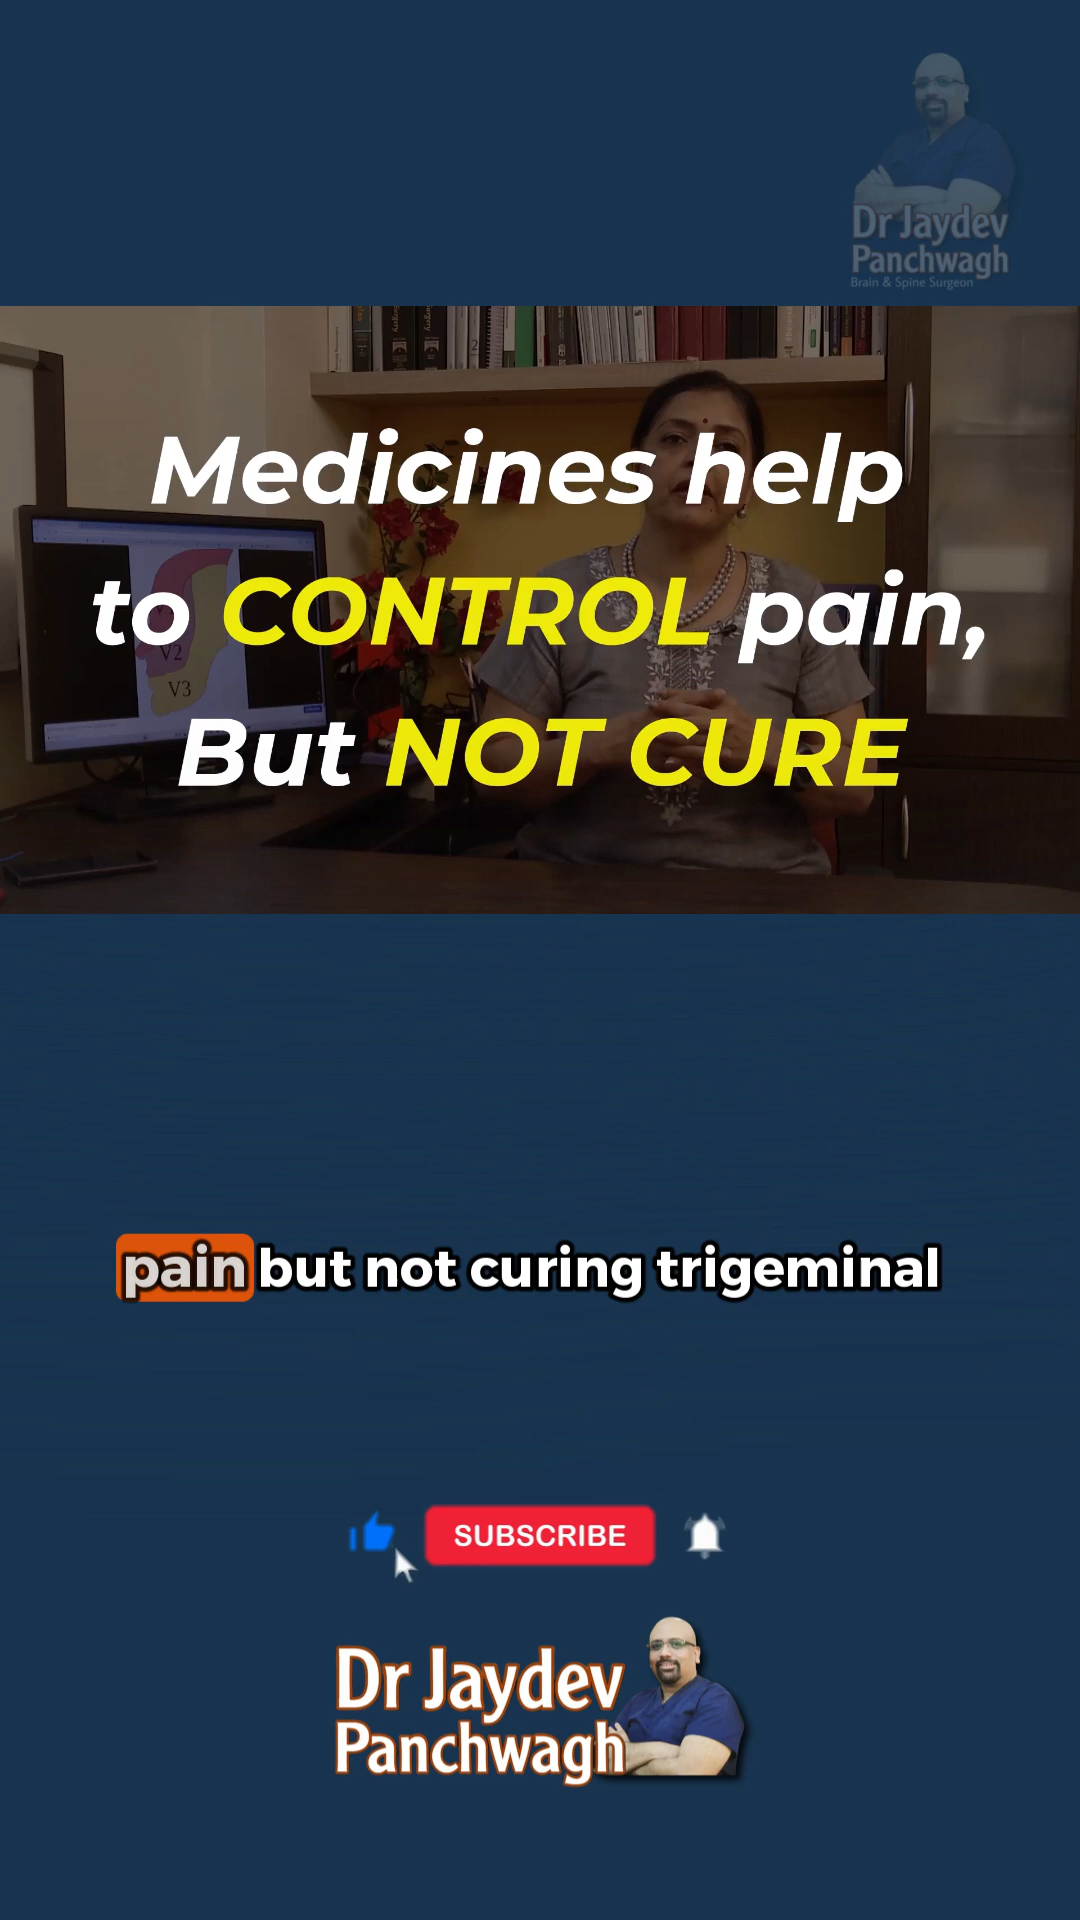 Dr Jaydev
Panchwagh
Brain & Spine Surgeon
Medicines help
to CONTROL pain,
But NOT CURE
V2
V3
pain but not curing trigeminal
SUBSCRIBE
Dr Jaydev
Panchwagh